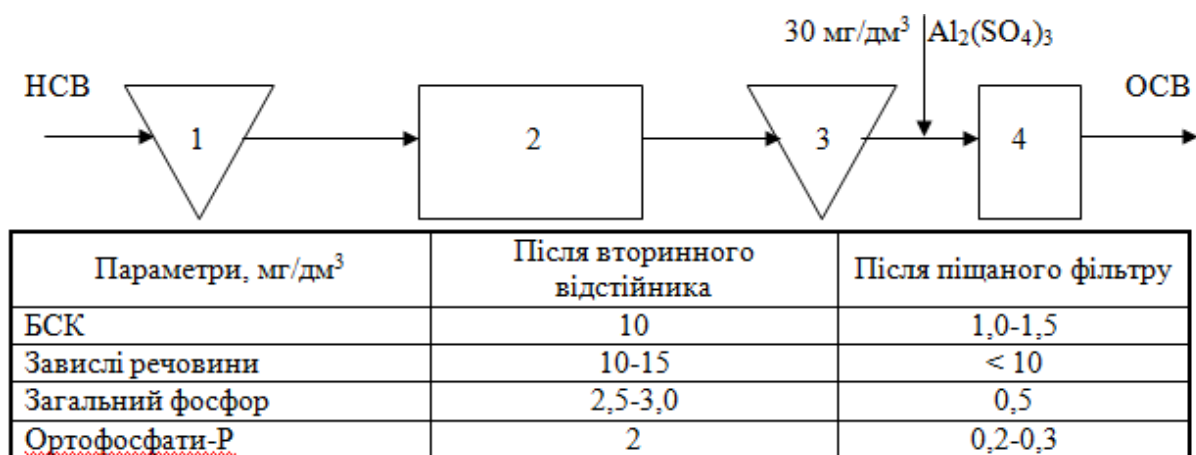 30 мг/дм³ Al₂(SO₄)₃
НСВ
ОСВ
1
2
3
4
Параметри, мг/дм³
Після вторинного
відстійника
Після піщаного фільтру
БСК
10
1,0-1,5
Завислі речовини
10-15
< 10
Загальний фосфор
2,5-3,0
0,5
Ортофосфати-Р
2
0,2-0,3